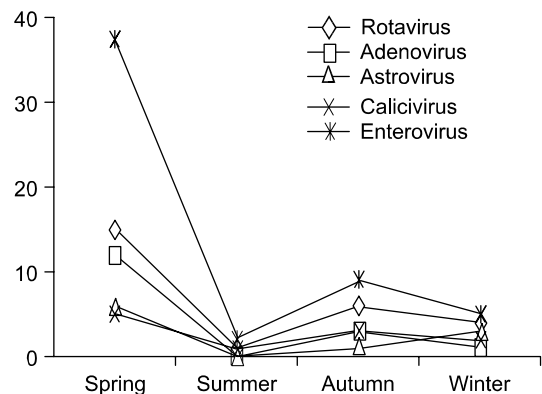 40
30
20
10
0
Rotavirus
Adenovirus
Astrovirus
Calicivirus
Enterovirus
Spring Summer Autumn Winter